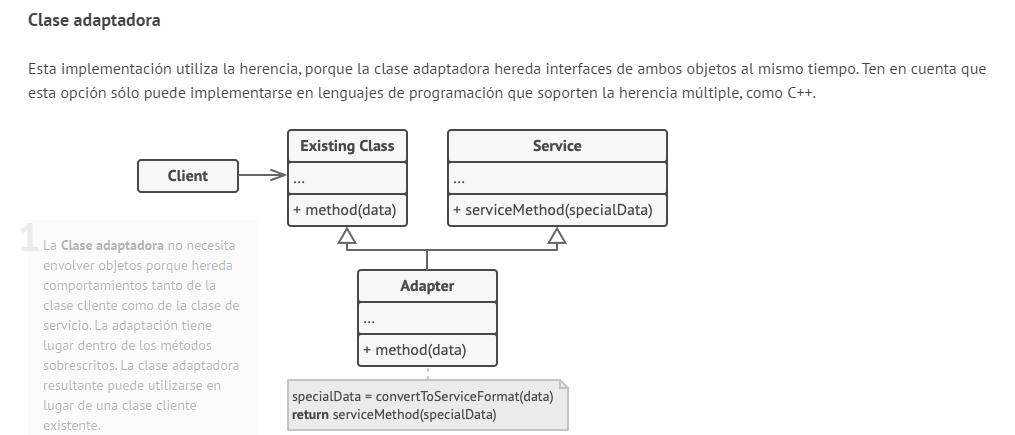 Clase adaptadora
Esta implementación utiliza la herencia, porque la clase adaptadora hereda interfaces de ambos objetos al mismo tiempo. Ten en cuenta que
esta opción sólo puede implementarse en lenguajes de programación que soporten la herencia múltiple, como C++.
Client
Existing Class
...
+ method(data)
Service
...
+ serviceMethod(specialData)
1
La Clase adaptadora no necesita
envolver objetos porque hereda
comportamientos tanto de la
clase cliente como de la clase de
servicio. La adaptación tiene
lugar dentro de los métodos
sobrescritos. La clase adaptadora
resultante puede utilizarse en
lugar de una clase cliente
existente.
Adapter
...
+ method(data)
specialData = convertToServiceFormat(data)
return serviceMethod(specialData)